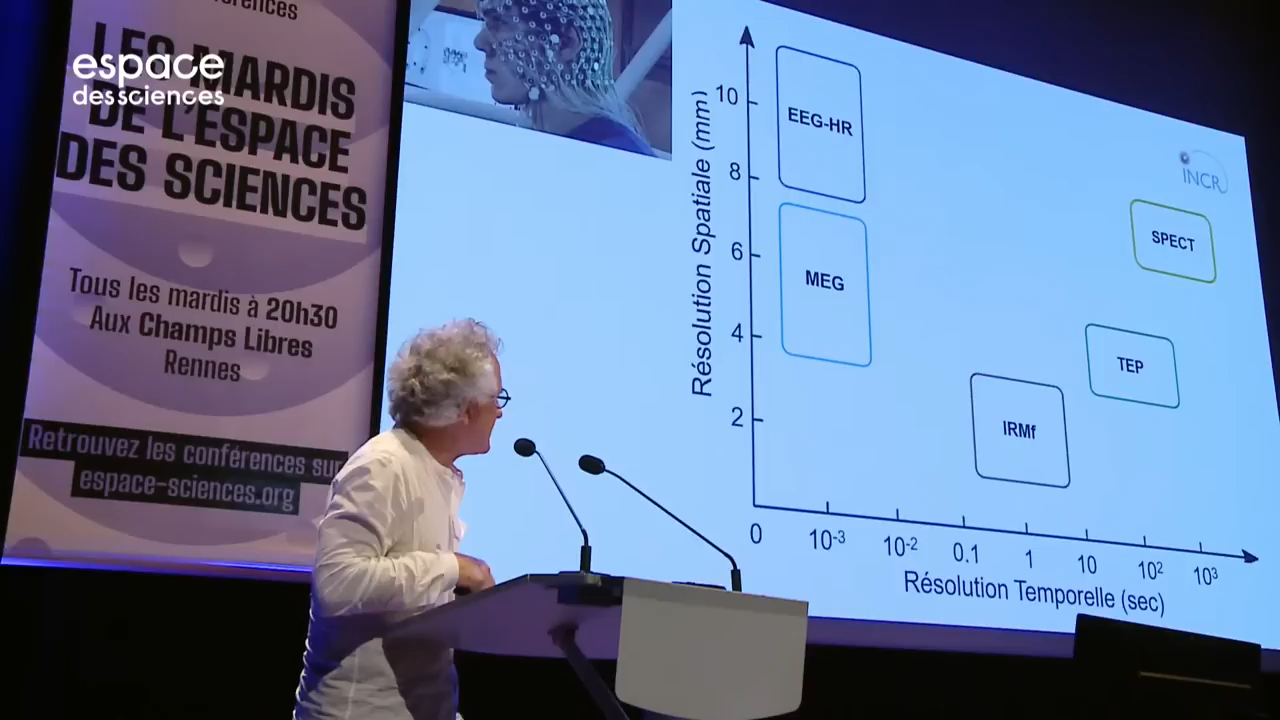 espace
des sciences
LES MARDIS
DE L'ESPACE
DES SCIENCES
Tous les mardis à 20h30
Aux Champs Libres
Rennes
Retrouvez les conférences sur
espace-sciences.org
Résolution Spatiale (mm)
10
8
6
4
2
0
EEG-HR
MEG
IRMf
TEP
SPECT
INCR
10-3
10-2
0.1
1
10
10²
10³
Résolution Temporelle (sec)